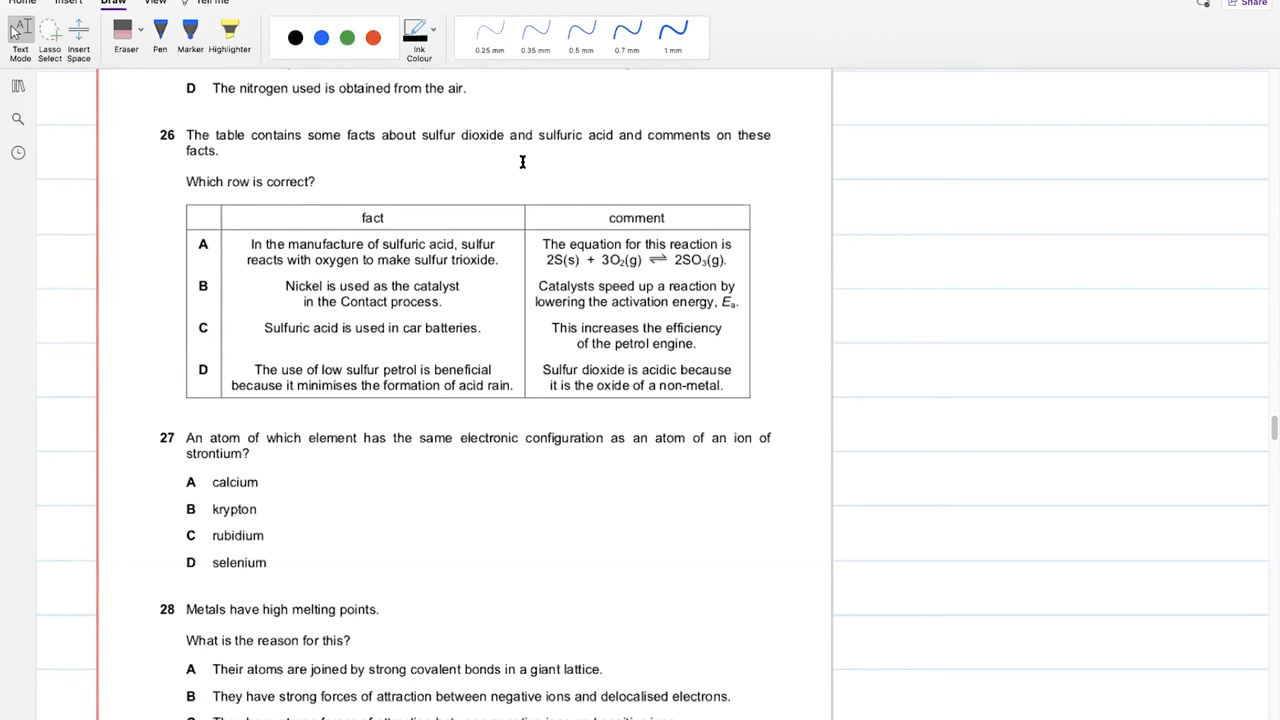 Home Insert Draw View Tell me
Share
Text Mode
Lasso Select
Insert Space
Eraser
Pen
Marker
Highlighter
Ink Colour
0.25 mm
0.35 mm
0.5 mm
0.7 mm
1 mm
D The nitrogen used is obtained from the air.
26 The table contains some facts about sulfur dioxide and sulfuric acid and comments on these
facts.
Which row is correct?
fact comment
A In the manufacture of sulfuric acid, sulfur The equation for this reaction is
reacts with oxygen to make sulfur trioxide. 2S(s) + 3O₂(g) ⇌ 2SO₃(g).
B Nickel is used as the catalyst Catalysts speed up a reaction by
in the Contact process. lowering the activation energy, Eₐ.
C Sulfuric acid is used in car batteries. This increases the efficiency
of the petrol engine.
D The use of low sulfur petrol is beneficial Sulfur dioxide is acidic because
because it minimises the formation of acid rain. it is the oxide of a non-metal.
27 An atom of which element has the same electronic configuration as an atom of an ion of
strontium?
A calcium
B krypton
C rubidium
D selenium
28 Metals have high melting points.
What is the reason for this?
A Their atoms are joined by strong covalent bonds in a giant lattice.
B They have strong forces of attraction between negative ions and delocalised electrons.